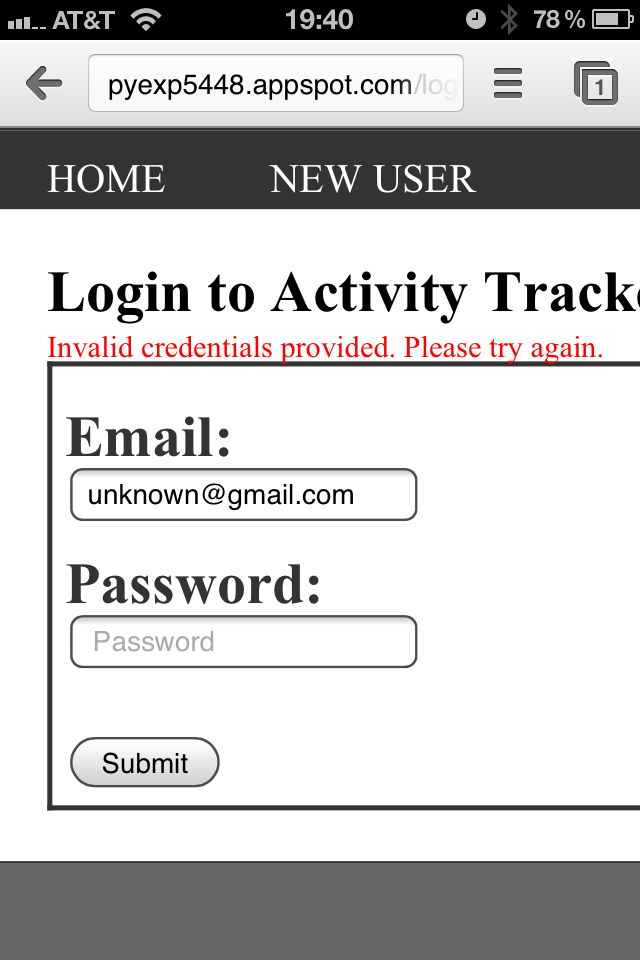 AT&T 19:40 78 %
pyexp5448.appspot.com/log 1
HOME NEW USER
Login to Activity Tracke
Invalid credentials provided. Please try again.
Email:
unknown@gmail.com
Password:
Password
Submit